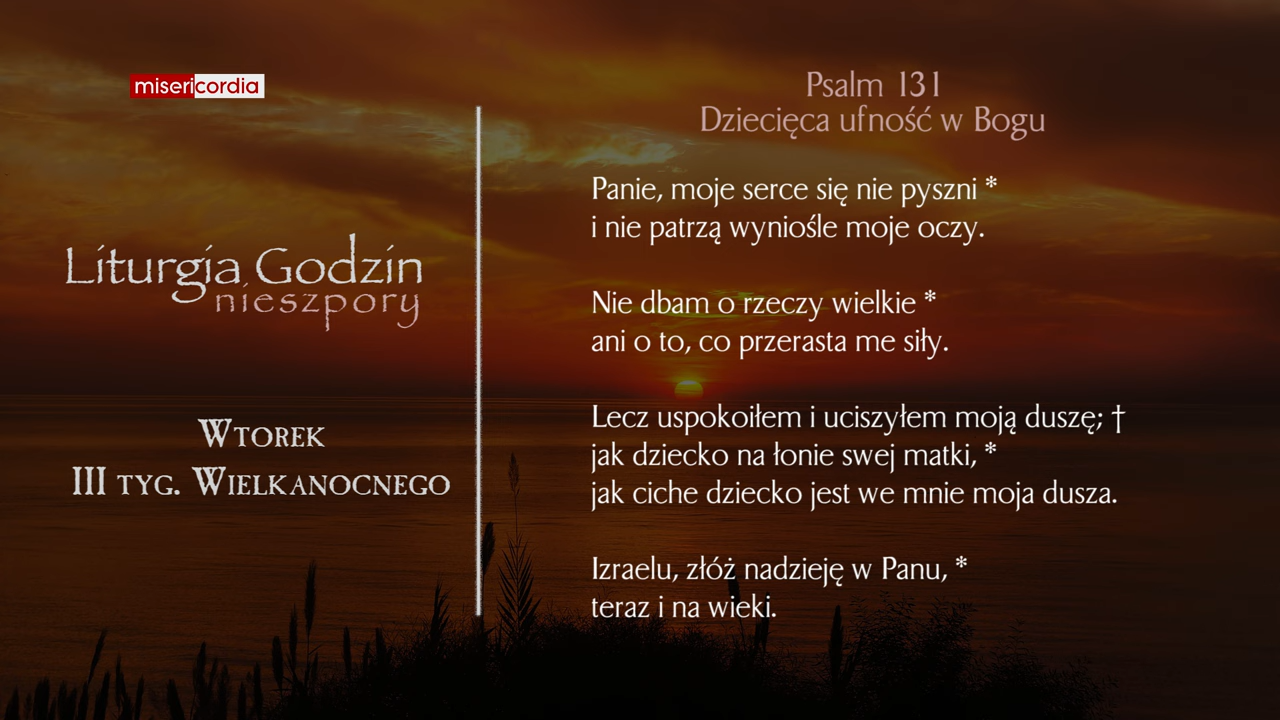 misericordia
Liturgia Godzin
nieszpory
Wtorek
III tyg. Wielkanocnego
Psalm 131
Dziecięca ufność w Bogu
Panie, moje serce się nie pyszni *
i nie patrzą wyniośle moje oczy.
Nie dbam o rzeczy wielkie *
ani o to, co przerasta me siły.
Lecz uspokoiłem i uciszyłem moją duszę; †
jak dziecko na łonie swej matki, *
jak ciche dziecko jest we mnie moja dusza.
Izraelu, złóż nadzieję w Panu, *
teraz i na wieki.